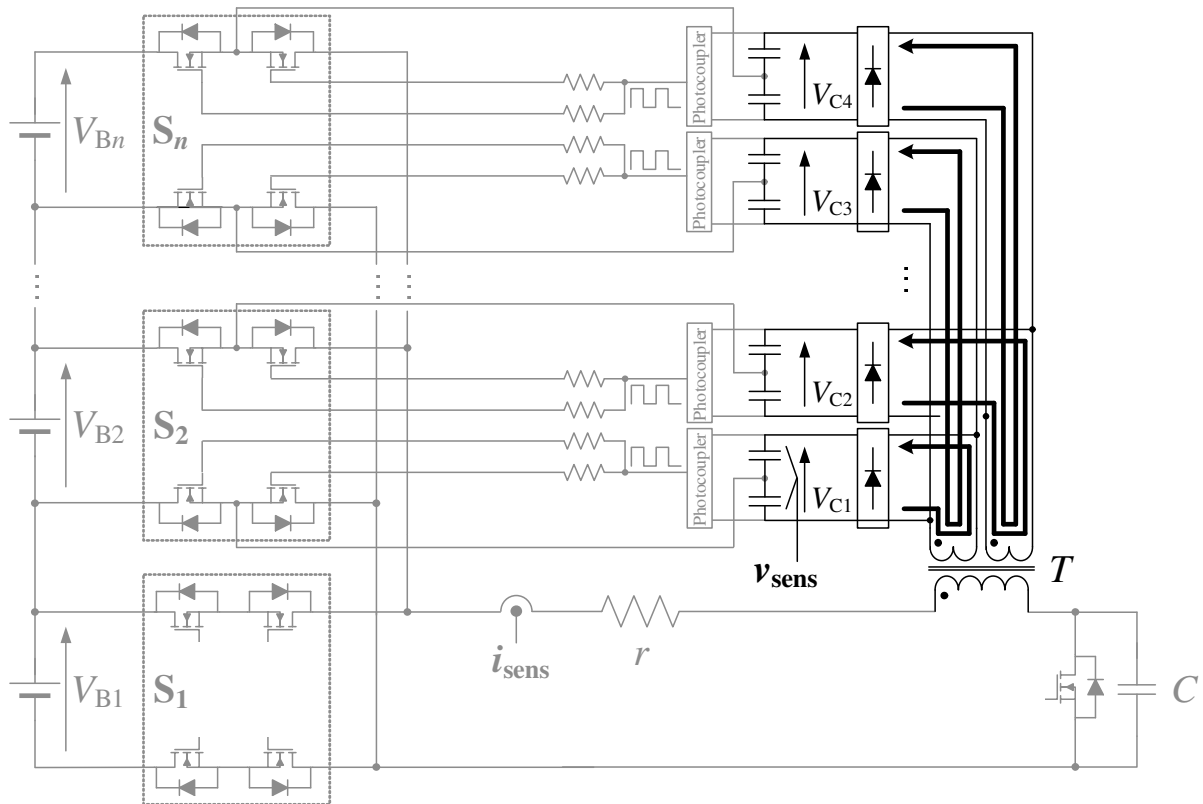 V_Bn
S_n
Photocoupler
V_C4
Photocoupler
V_C3
V_B2
S_2
Photocoupler
V_C2
Photocoupler
V_C1
v_sens
T
V_B1
S_1
i_sens
r
C